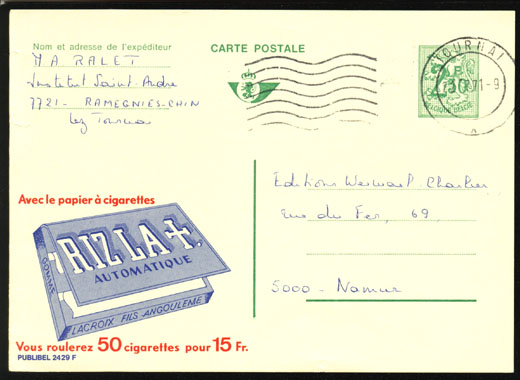 Nom et adresse de l'expéditeur
M A RALET
Institut Saint-André
7721 - RAMEGNIES-CHIN
lez Tournai
CARTE POSTALE
TOURNAI
BELGIQUE-BELGIË
Avec le papier à cigarettes
RIZ LA +.
AUTOMATIQUE
GOMMÉ
LACROIX FILS ANGOULEME
Vous roulerez 50 cigarettes pour 15 Fr.
PUBLIBEL 2429 F
Editions Wesmael-Charlier
rue de Fer, 69
5000 - Namur